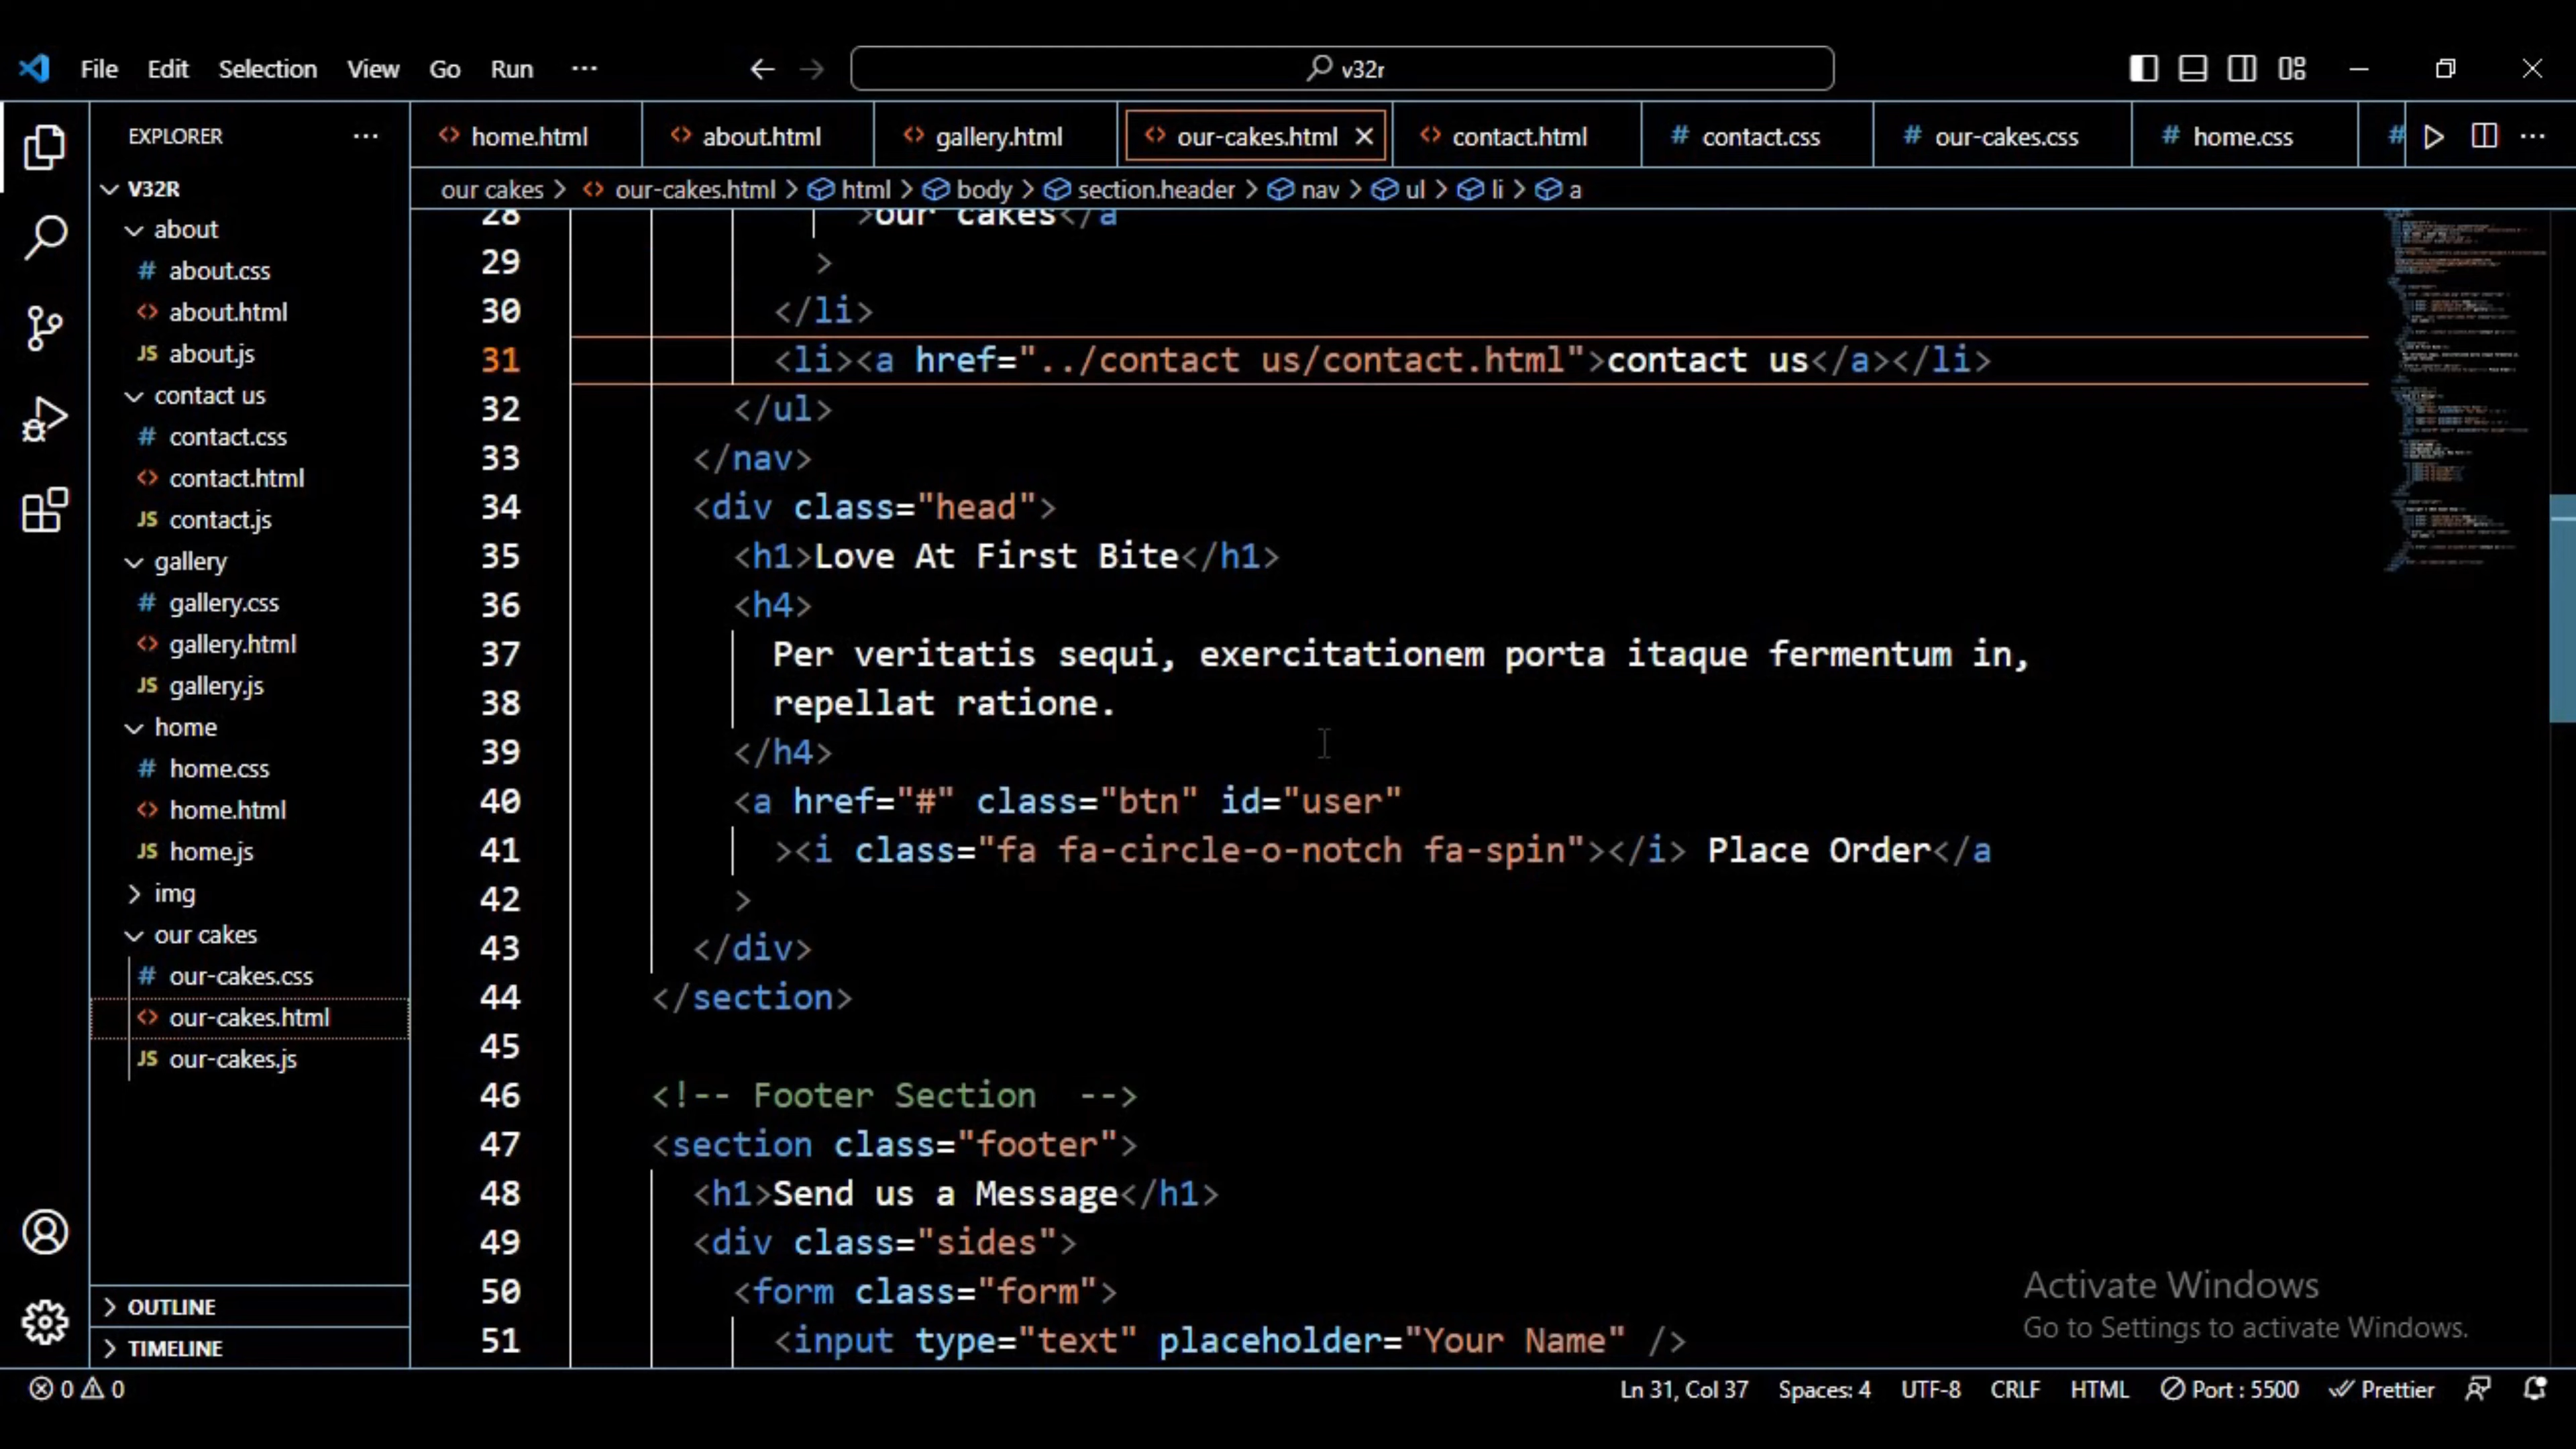 File Edit Selection View Go Run ··· v32r
EXPLORER ···
V32R
about
# about.css
<> about.html
JS about.js
contact us
# contact.css
<> contact.html
JS contact.js
gallery
# gallery.css
<> gallery.html
JS gallery.js
home
# home.css
<> home.html
JS home.js
img
our cakes
# our-cakes.css
<> our-cakes.html
JS our-cakes.js
OUTLINE
TIMELINE
<> home.html <> about.html <> gallery.html <> our-cakes.html <> contact.html # contact.css # our-cakes.css # home.css #
our cakes > <> our-cakes.html > html > body > section.header > nav > ul > li > a
28 >our cakes</a
29 >
30 </li>
31 <li><a href="../contact us/contact.html">contact us</a></li>
32 </ul>
33 </nav>
34 <div class="head">
35 <h1>Love At First Bite</h1>
36 <h4>
37 Per veritatis sequi, exercitationem porta itaque fermentum in,
38 repellat ratione.
39 </h4>
40 <a href="#" class="btn" id="user"
41 ><i class="fa fa-circle-o-notch fa-spin"></i> Place Order</a
42 >
43 </div>
44 </section>
45
46 <!-- Footer Section -->
47 <section class="footer">
48 <h1>Send us a Message</h1>
49 <div class="sides">
50 <form class="form">
51 <input type="text" placeholder="Your Name" />
Activate Windows
Go to Settings to activate Windows.
0 0 Ln 31, Col 37 Spaces: 4 UTF-8 CRLF HTML Port : 5500 Prettier